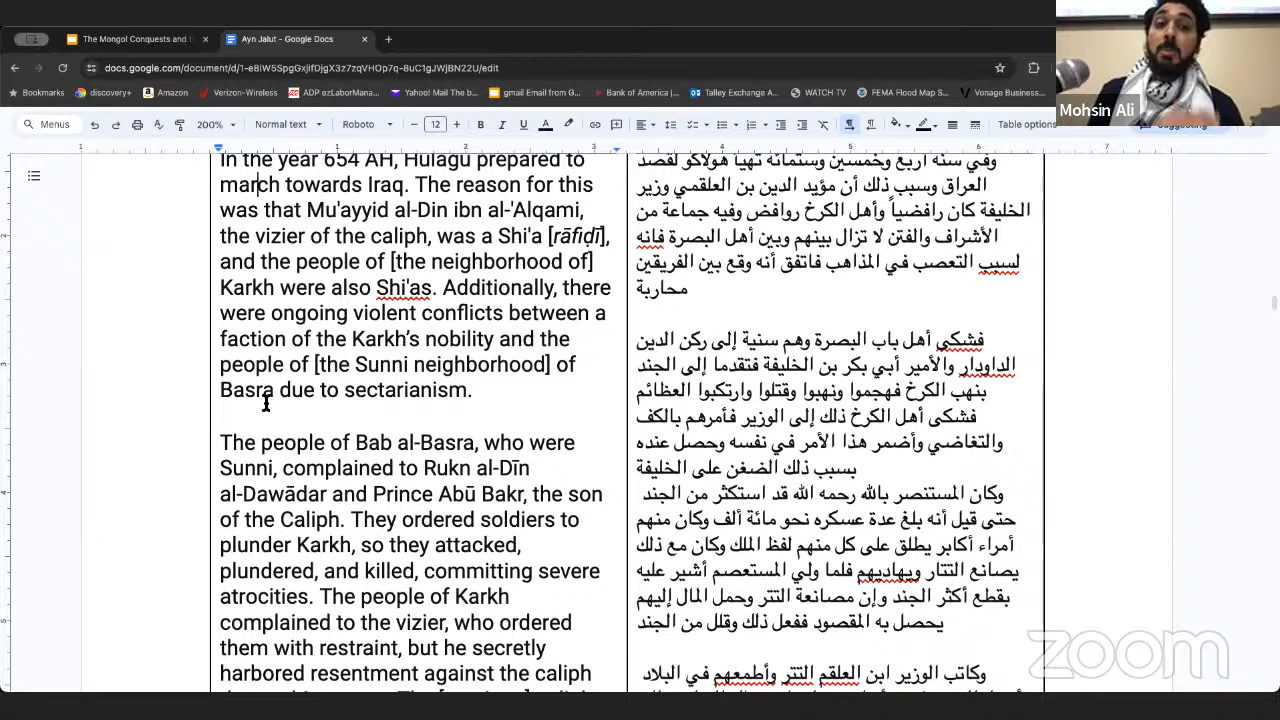 The Mongol Conquests and
Ayn Jalut - Google Docs
docs.google.com/document/d/1-e8IW5SpgGxjifDjgX3z7zqVHOp7q-8uC1gJWjBN22U/edit
Bookmarks
discovery+
Amazon
Verizon-Wireless
ADP ezLaborMana...
Yahoo! Mail The b...
gmail Email from G...
Bank of America |...
Talley Exchange A...
WATCH TV
FEMA Flood Map S...
Vonage Business...
Mohsin Ali
Menus
200%
Normal text
Roboto
12
Table options
1
1
2
3
4
5
6
7
In the year 654 AH, Hulagu prepared to
march towards Iraq. The reason for this
was that Mu'ayyid al-Din ibn al-'Alqami,
the vizier of the caliph, was a Shi'a [rāfiḍī],
and the people of [the neighborhood of]
Karkh were also Shi'as. Additionally, there
were ongoing violent conflicts between a
faction of the Karkh's nobility and the
people of [the Sunni neighborhood] of
Basra due to sectarianism.
The people of Bab al-Basra, who were
Sunni, complained to Rukn al-Dīn
al-Dawādar and Prince Abū Bakr, the son
of the Caliph. They ordered soldiers to
plunder Karkh, so they attacked,
plundered, and killed, committing severe
atrocities. The people of Karkh
complained to the vizier, who ordered
them with restraint, but he secretly
harbored resentment against the caliph
وفي سنة أربع وخمسين وستمائة تهيأ هولاكو لقصد
العراق وسبب ذلك أن مؤيد الدين بن العلقمي وزير
الخليفة كان رافضياً وأهل الكرخ روافض وفيه جماعة من
الأشراف والفتن لا تزال بينهم وبين أهل البصرة فانه
لسبب التعصب في المذاهب فاتفق أنه وقع بين الفريقين
محاربة
فشكى أهل باب البصرة وهم سنية إلى ركن الدين
الداودار والأمير أبي بكر بن الخليفة فتقدما إلى الجند
بنهب الكرخ فهجموا ونهبوا وقتلوا وارتكبوا العظائم
فشكى أهل الكرخ ذلك إلى الوزير فأمرهم بالكف
والتغاضي وأضمر هذا الأمر في نفسه وحصل عنده
بسبب ذلك الضغن على الخليفة
وكان المستنصر بالله رحمه الله قد استكثر من الجند
حتى قيل أنه بلغ عدة عسكره نحو مائة ألف وكان منهم
أمراء أكابر يطلق على كل منهم لفظ الملك وكان مع ذلك
يصانع التتار ويهاديهم فلما ولي المستعصم أشير عليه
بقطع أكثر الجند وإن مصانعة التتر وحمل المال إليهم
يحصل به المقصود ففعل ذلك وقلل من الجند
وكاتب الوزير ابن العلقم التتر وأطمعهم في البلاد
zoom